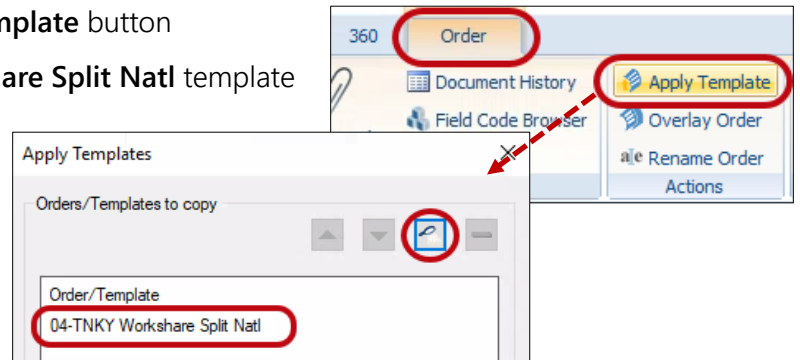 mplate button
are Split Natl template
360 Order
Document History
Field Code Browser
Apply Template
Overlay Order
a|e Rename Order
Actions
Apply Templates
Orders/Templates to copy
Order/Template
04-TNKY Workshare Split Natl